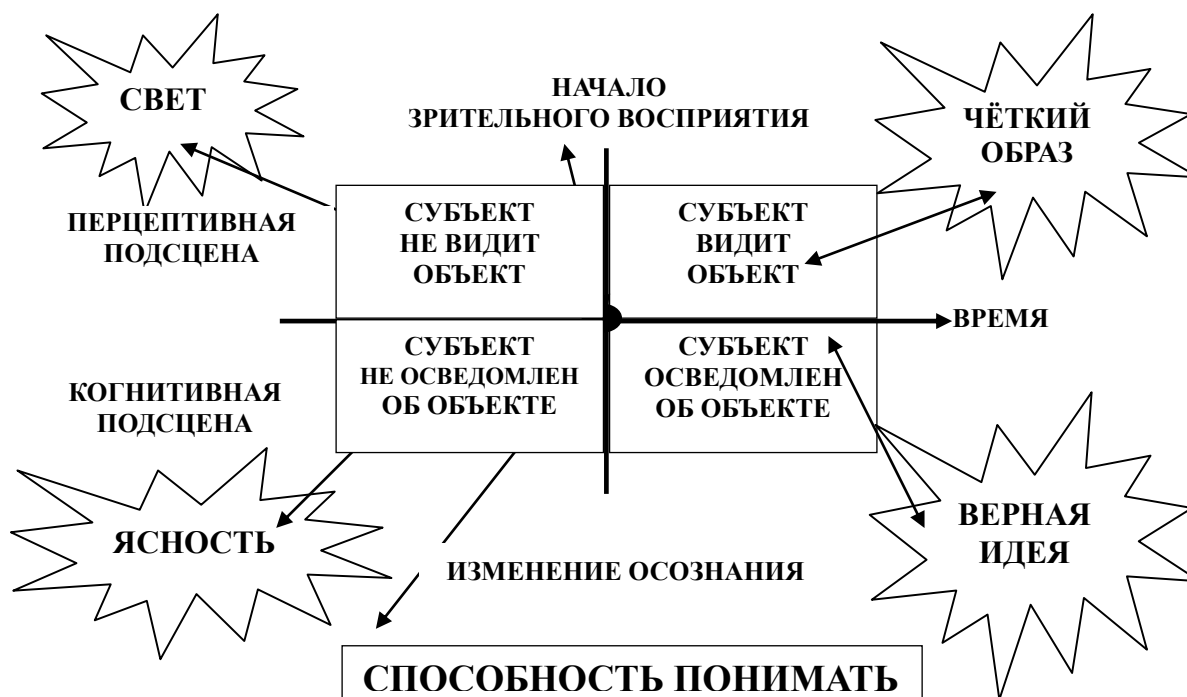 СВЕТ
НАЧАЛО
ЗРИТЕЛЬНОГО ВОСПРИЯТИЯ
ЧЁТКИЙ
ОБРАЗ
ПЕРЦЕПТИВНАЯ
ПОДСЦЕНА
СУБЪЕКТ
НЕ ВИДИТ
ОБЪЕКТ
СУБЪЕКТ
ВИДИТ
ОБЪЕКТ
ВРЕМЯ
КОГНИТИВНАЯ
ПОДСЦЕНА
СУБЪЕКТ
НЕ ОСВЕДОМЛЕН
ОБ ОБЪЕКТЕ
СУБЪЕКТ
ОСВЕДОМЛЕН
ОБ ОБЪЕКТЕ
ЯСНОСТЬ
ВЕРНАЯ
ИДЕЯ
ИЗМЕНЕНИЕ ОСОЗНАНИЯ
СПОСОБНОСТЬ ПОНИМАТЬ